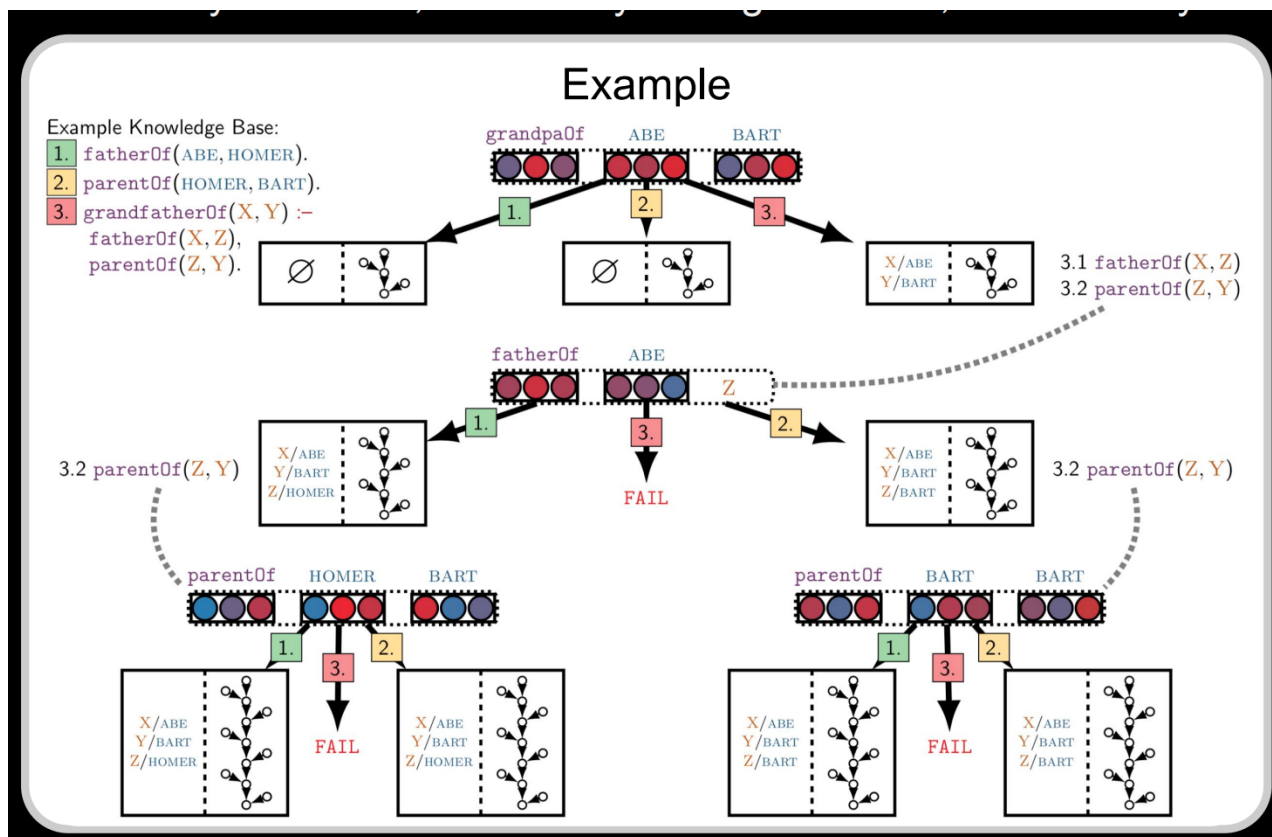 Example
Example Knowledge Base:
1. fatherOf(ABE, HOMER).
2. parentOf(HOMER, BART).
3. grandfatherOf(X, Y) :–
fatherOf(X, Z),
parentOf(Z, Y).
grandpaOf ABE BART
1. 2. 3.
∅ ∅ X/ABE
Y/BART
3.1 fatherOf(X, Z)
3.2 parentOf(Z, Y)
fatherOf ABE Z
1. 3. 2.
X/ABE
Y/BART
Z/HOMER
FAIL
X/ABE
Y/BART
Z/BART
3.2 parentOf(Z, Y)
3.2 parentOf(Z, Y)
parentOf HOMER BART
1. 3. 2.
X/ABE
Y/BART
Z/HOMER
FAIL
X/ABE
Y/BART
Z/HOMER
parentOf BART BART
1. 3. 2.
X/ABE
Y/BART
Z/BART
FAIL
X/ABE
Y/BART
Z/BART